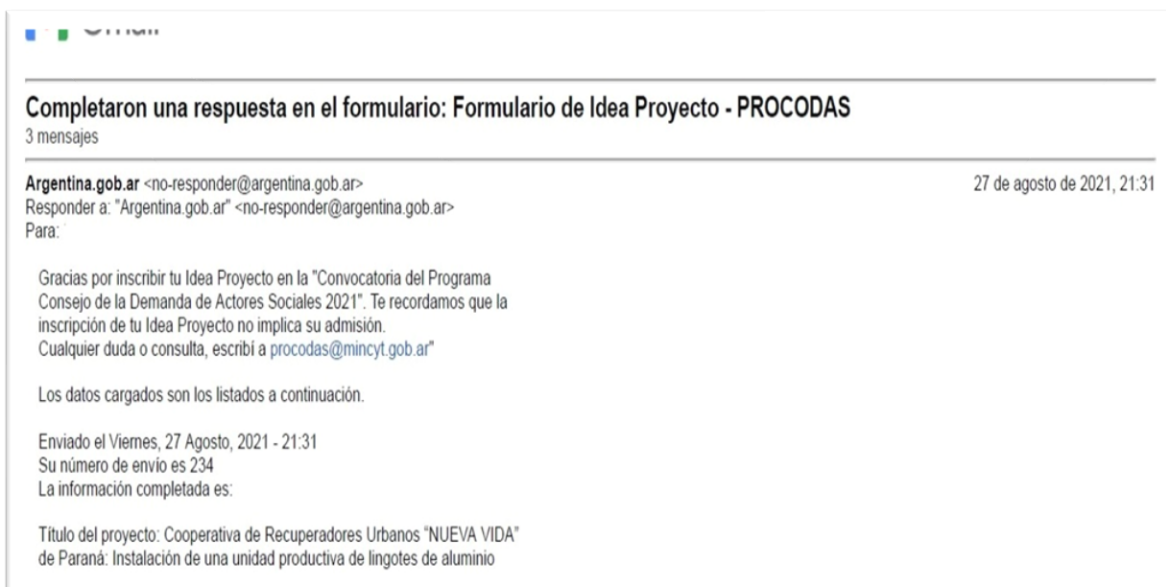 Completaron una respuesta en el formulario: Formulario de Idea Proyecto - PROCODAS
3 mensajes
Argentina.gob.ar <no-responder@argentina.gob.ar> 27 de agosto de 2021, 21:31
Responder a: "Argentina.gob.ar" <no-responder@argentina.gob.ar>
Para:
Gracias por inscribir tu Idea Proyecto en la "Convocatoria del Programa
Consejo de la Demanda de Actores Sociales 2021". Te recordamos que la
inscripción de tu Idea Proyecto no implica su admisión.
Cualquier duda o consulta, escribí a procodas@mincyt.gob.ar"
Los datos cargados son los listados a continuación.
Enviado el Viernes, 27 Agosto, 2021 - 21:31
Su número de envío es 234
La información completada es:
Título del proyecto: Cooperativa de Recuperadores Urbanos “NUEVA VIDA”
de Paraná: Instalación de una unidad productiva de lingotes de aluminio